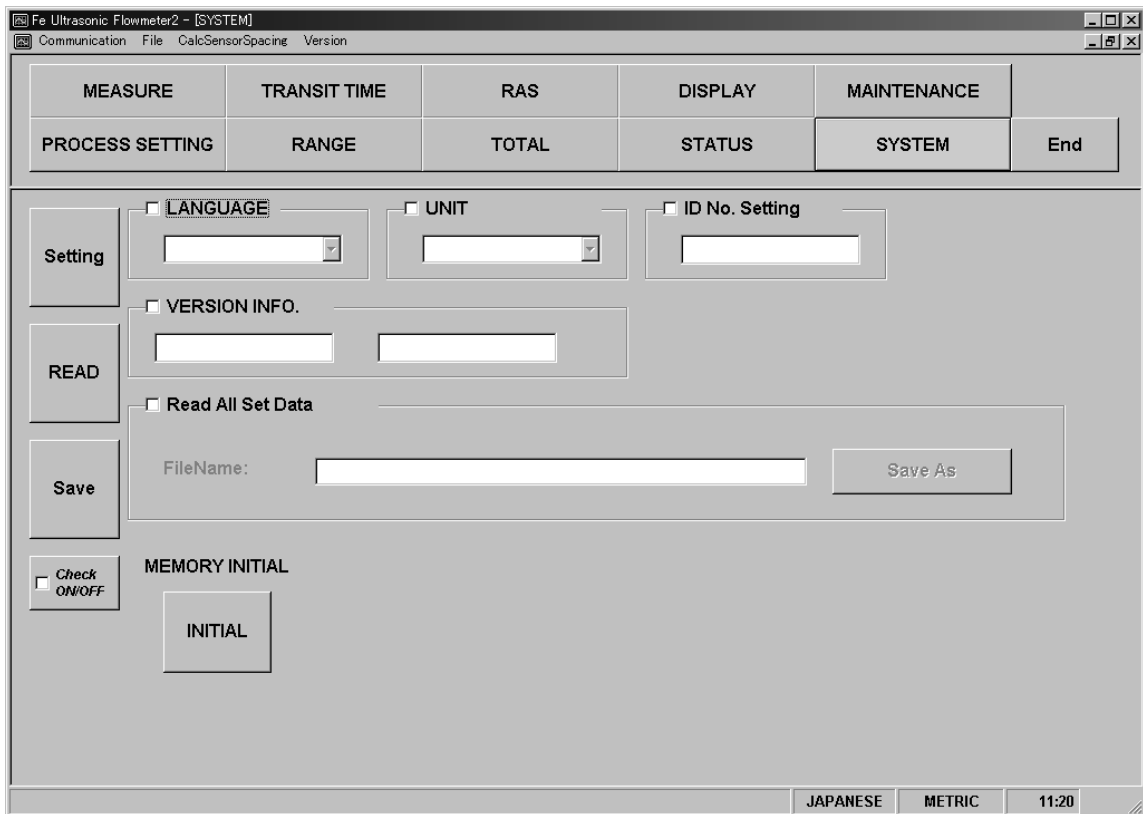 Fe Ultrasonic Flowmeter2 - [SYSTEM]
Communication File CalcSensorSpacing Version
MEASURE TRANSIT TIME RAS DISPLAY MAINTENANCE
PROCESS SETTING RANGE TOTAL STATUS SYSTEM End
LANGUAGE UNIT ID No. Setting
Setting
VERSION INFO.
READ
Read All Set Data
FileName: Save As
Save
MEMORY INITIAL
Check
ON/OFF
INITIAL
JAPANESE METRIC 11:20